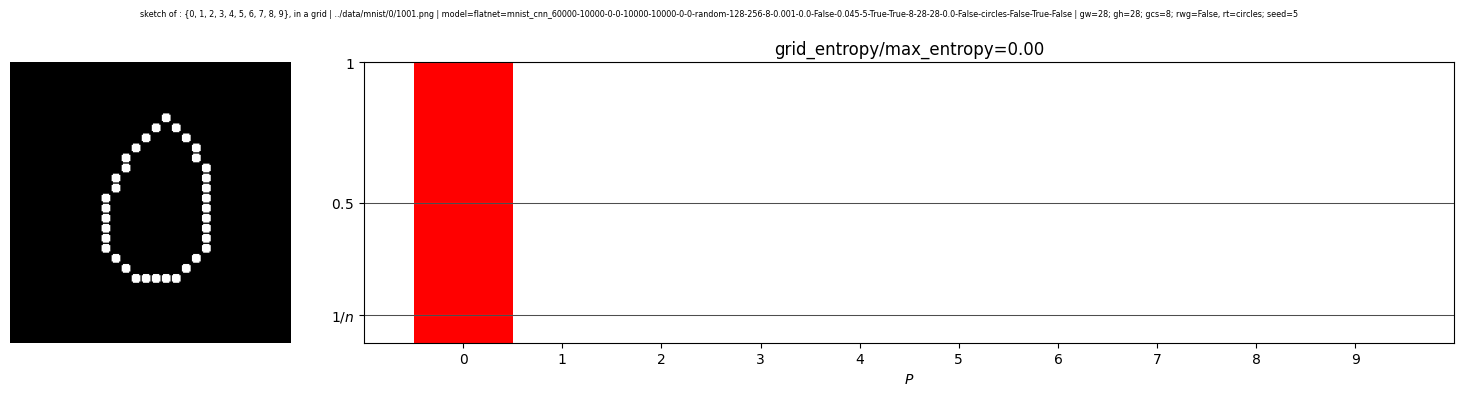 sketch of : {0, 1, 2, 3, 4, 5, 6, 7, 8, 9}, in a grid | ../data/mnist/0/1001.png | model=flatnet=mnist_cnn_60000-10000-0-0-10000-10000-0-0-random-128-256-8-0.001-0.0-False-0.045-5-True-True-8-28-28-0.0-False-circles-False-True-False | gw=28; gh=28; gcs=8; rwg=False, rt=circles; seed=5
grid_entropy/max_entropy=0.00
1
0.5
1/n
0 1 2 3 4 5 6 7 8 9
P